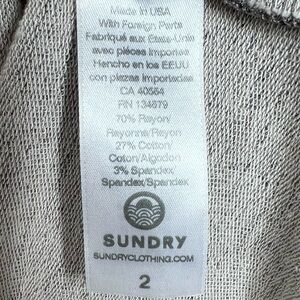 Made in USA
With Foreign Parts
Fabriqué aux Etats-Unis
avec pièces importées
Hencho en los EEUU
con piezas importadas
CA 40554
RN 134679
70% Rayon/
Rayonne/Rayon
27% Cotton/
Coton/Algodon
3% Spandex/
Spandex/Spandex
SUNDRY
SUNDRYCLOTHING.COM
2